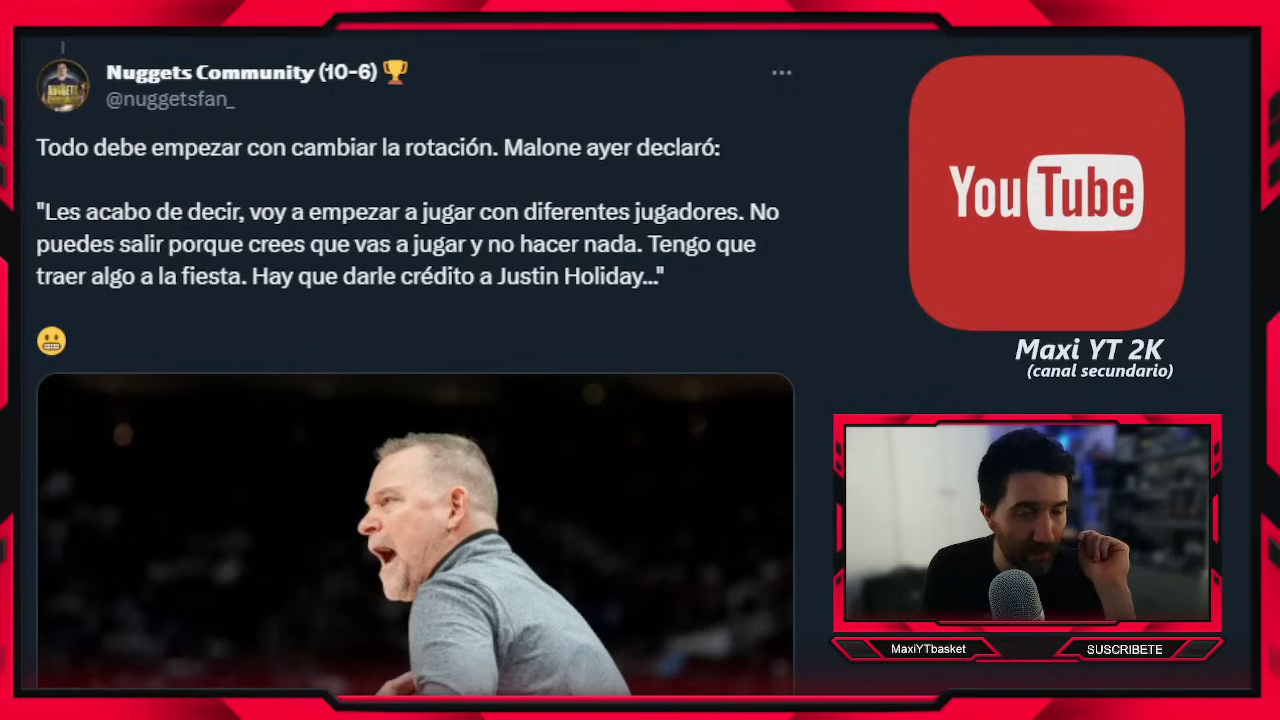 Nuggets Community (10-6) 🏆
@nuggetsfan_
Todo debe empezar con cambiar la rotación. Malone ayer declaró:
"Les acabo de decir, voy a empezar a jugar con diferentes jugadores. No
puedes salir porque crees que vas a jugar y no hacer nada. Tengo que
traer algo a la fiesta. Hay que darle crédito a Justin Holiday..."
😬
YouTube
Maxi YT 2K
(canal secundario)
MaxiYTbasket
SUSCRIBETE